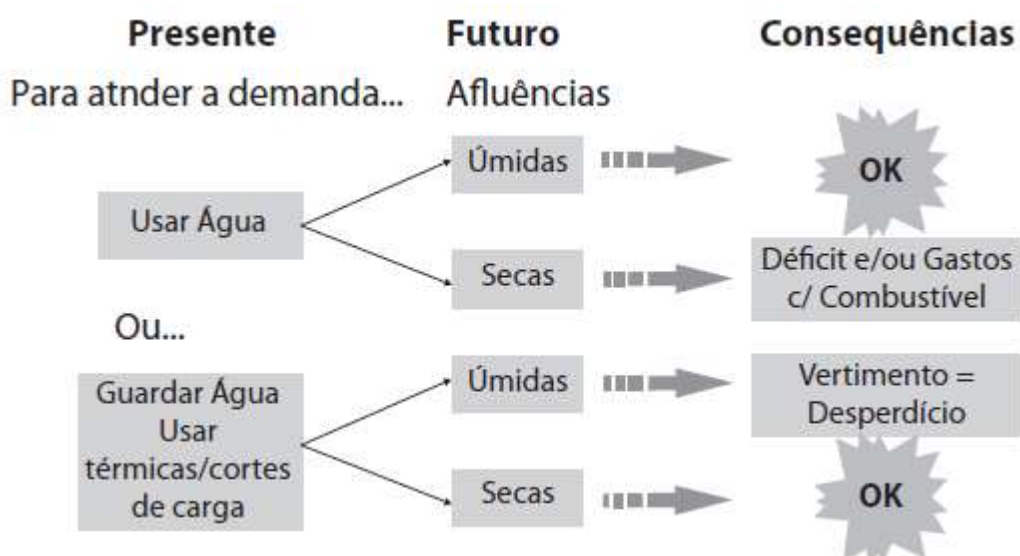 Presente Futuro Consequências
Para atnder a demanda... Afluências
Úmidas
OK
Usar Água
Secas
Déficit e/ou Gastos
c/ Combustível
Ou...
Guardar Água
Usar
térmicas/cortes
de carga
Úmidas
Vertimento =
Desperdício
Secas
OK